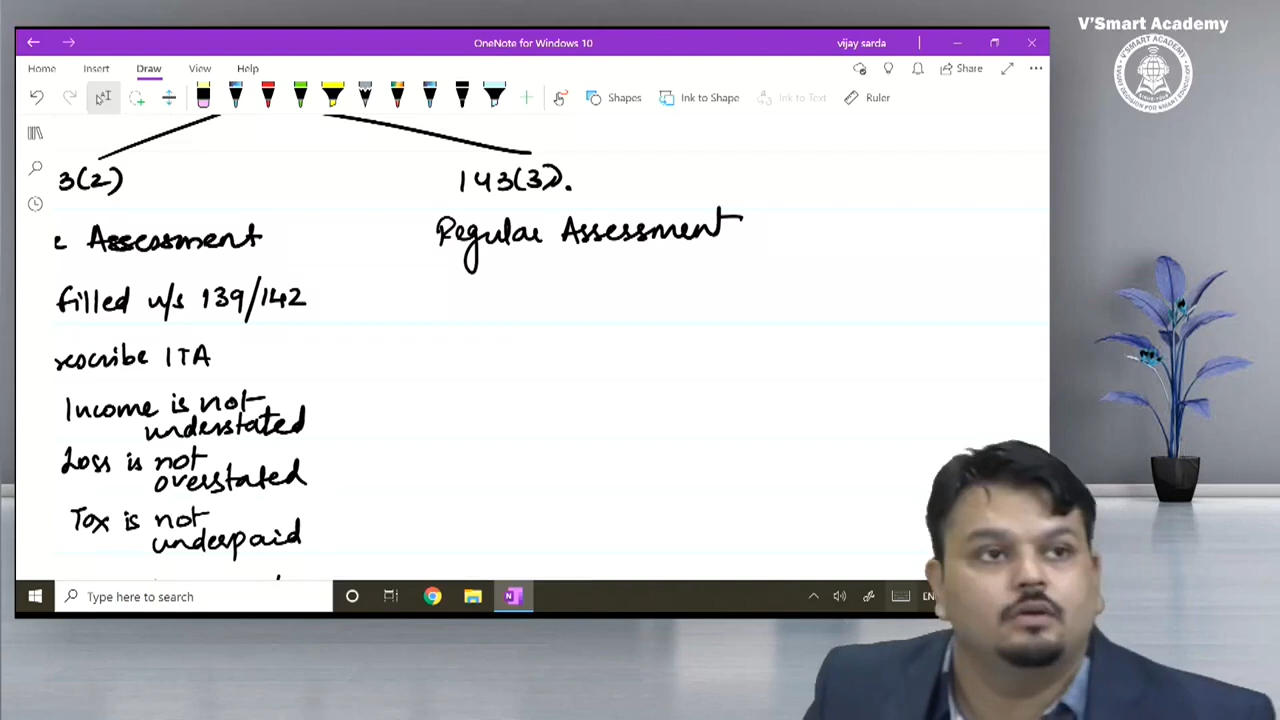 V'Smart Academy
OneNote for Windows 10
vijay sarda
Home Insert Draw View Help
Share
Shapes Ink to Shape Ink to Text Ruler
3(2)
143(3).
Assessment
Regular Assessment
filled u/s 139/142
scribe ITA
Income is not
understated
Loss is not
overstated
Tax is not
underpaid
Type here to search
EN